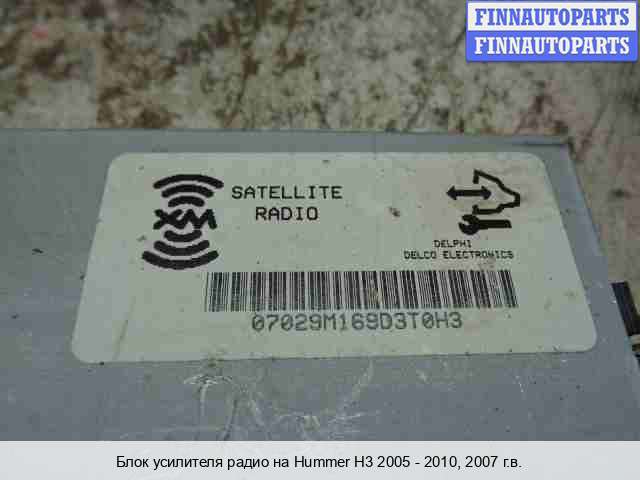 FINNAUTOPARTS
FINNAUTOPARTS
XM
SATELLITE
RADIO
DELPHI
DELCO ELECTRONICS
07029M169D3T0H3
Блок усилителя радио на Hummer H3 2005 - 2010, 2007 г.в.